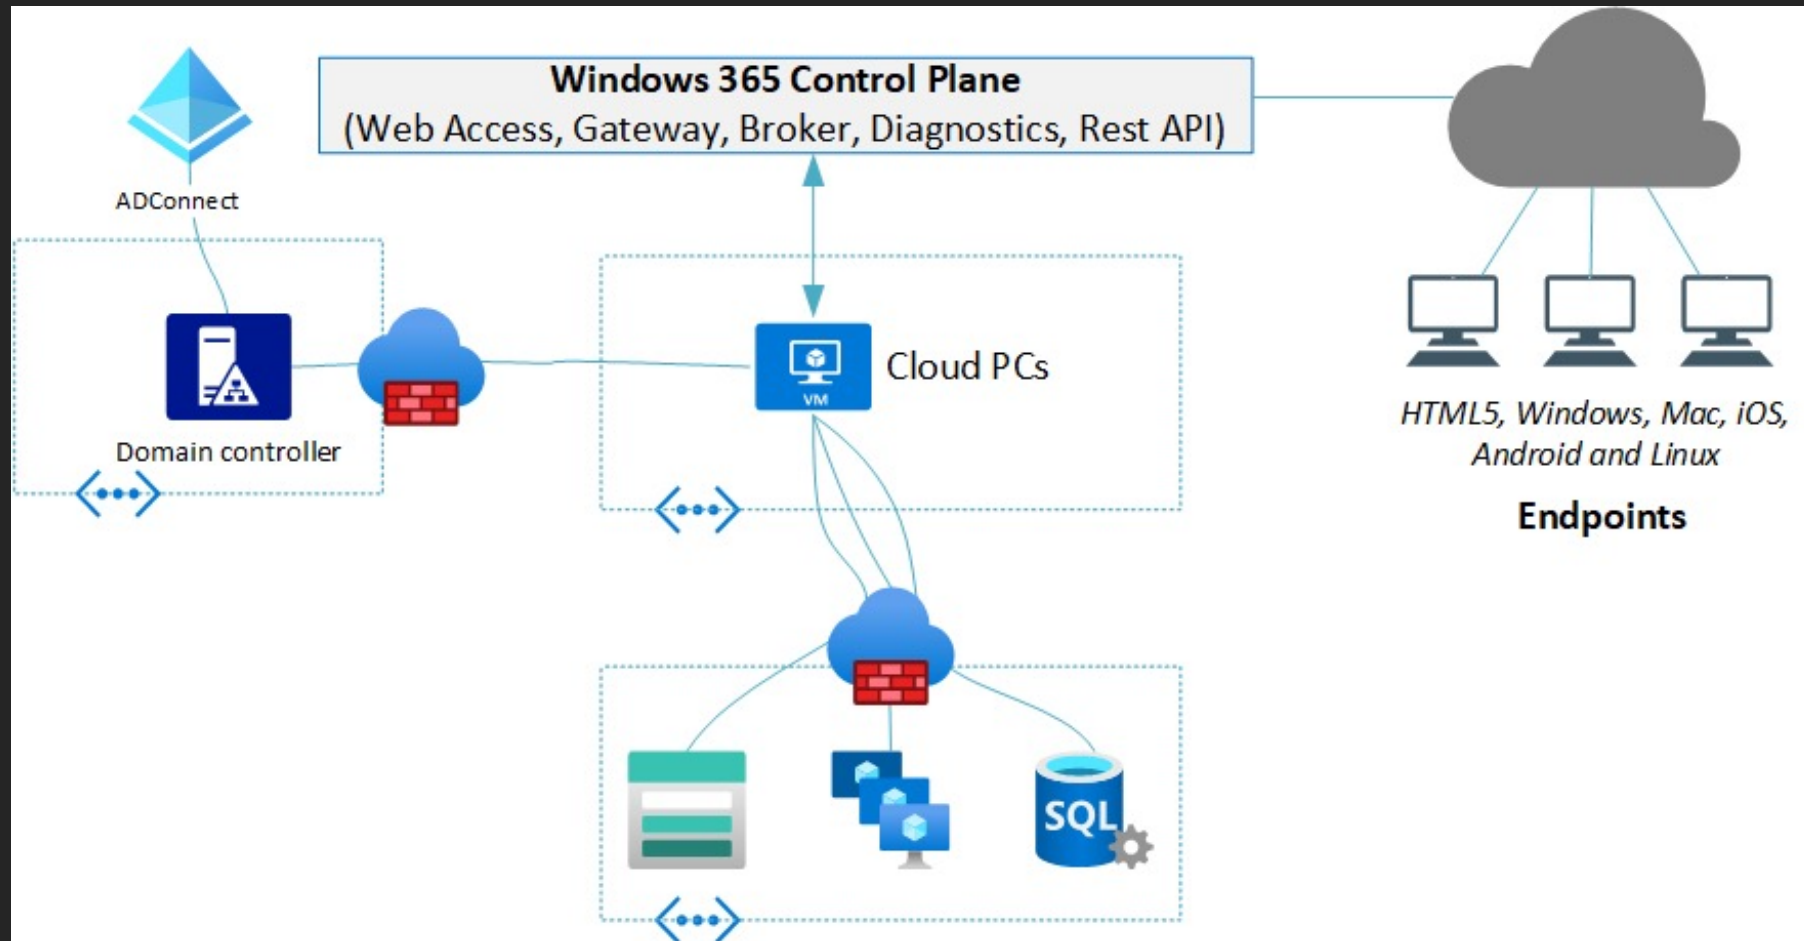 Windows 365 Control Plane
(Web Access, Gateway, Broker, Diagnostics, Rest API)
ADConnect
Domain controller
VM
Cloud PCs
HTML5, Windows, Mac, iOS,
Android and Linux
Endpoints
SQL